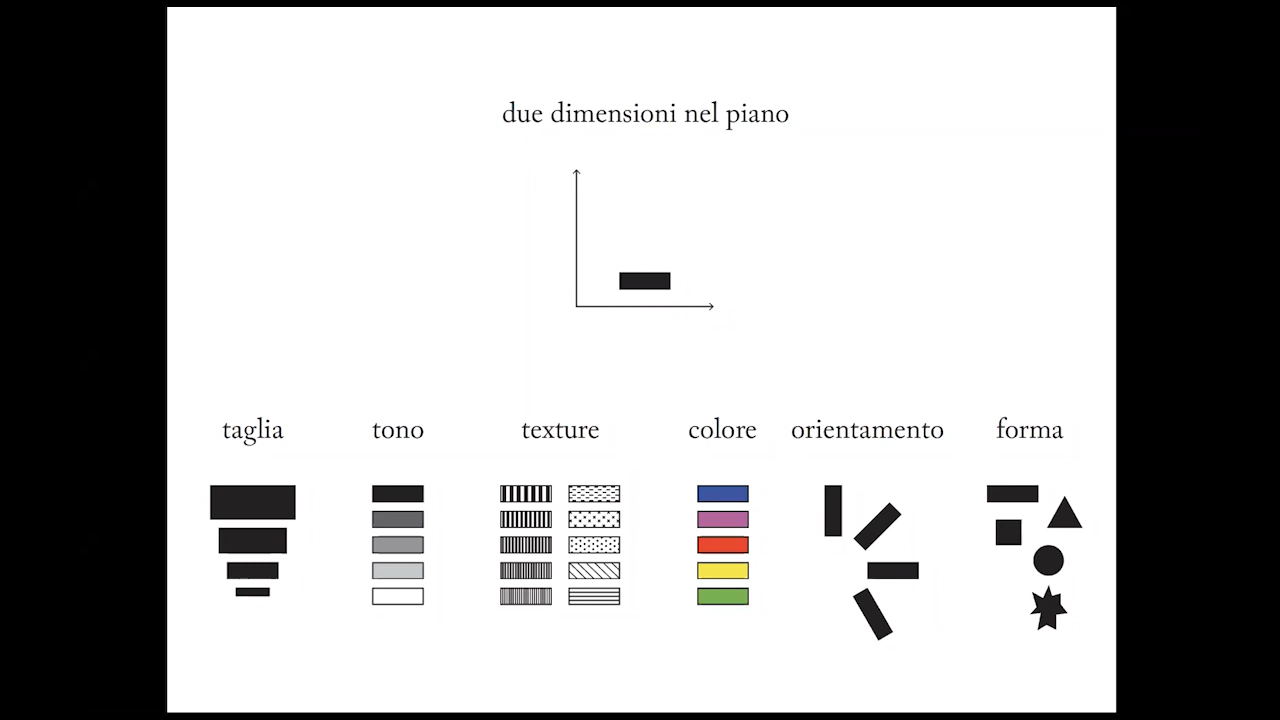 due dimensioni nel piano
taglia
tono
texture
colore
orientamento
forma